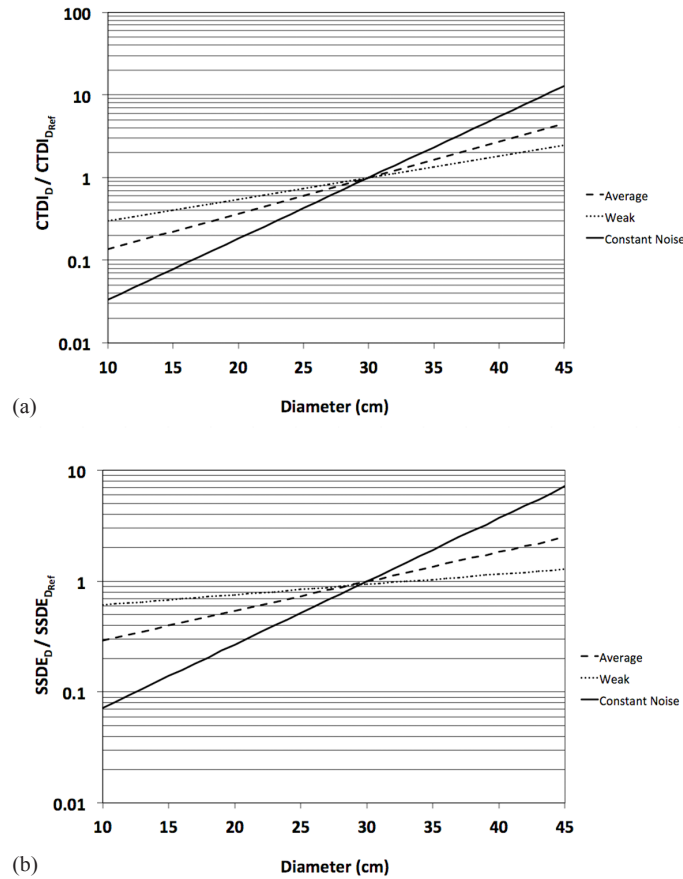 100
10
1
0.1
0.01
CTDI_D / CTDI_DRef
10 15 20 25 30 35 40 45
Diameter (cm)
Average
Weak
Constant Noise
(a)
10
1
0.1
0.01
SSDE_D / SSDE_DRef
10 15 20 25 30 35 40 45
Diameter (cm)
Average
Weak
Constant Noise
(b)